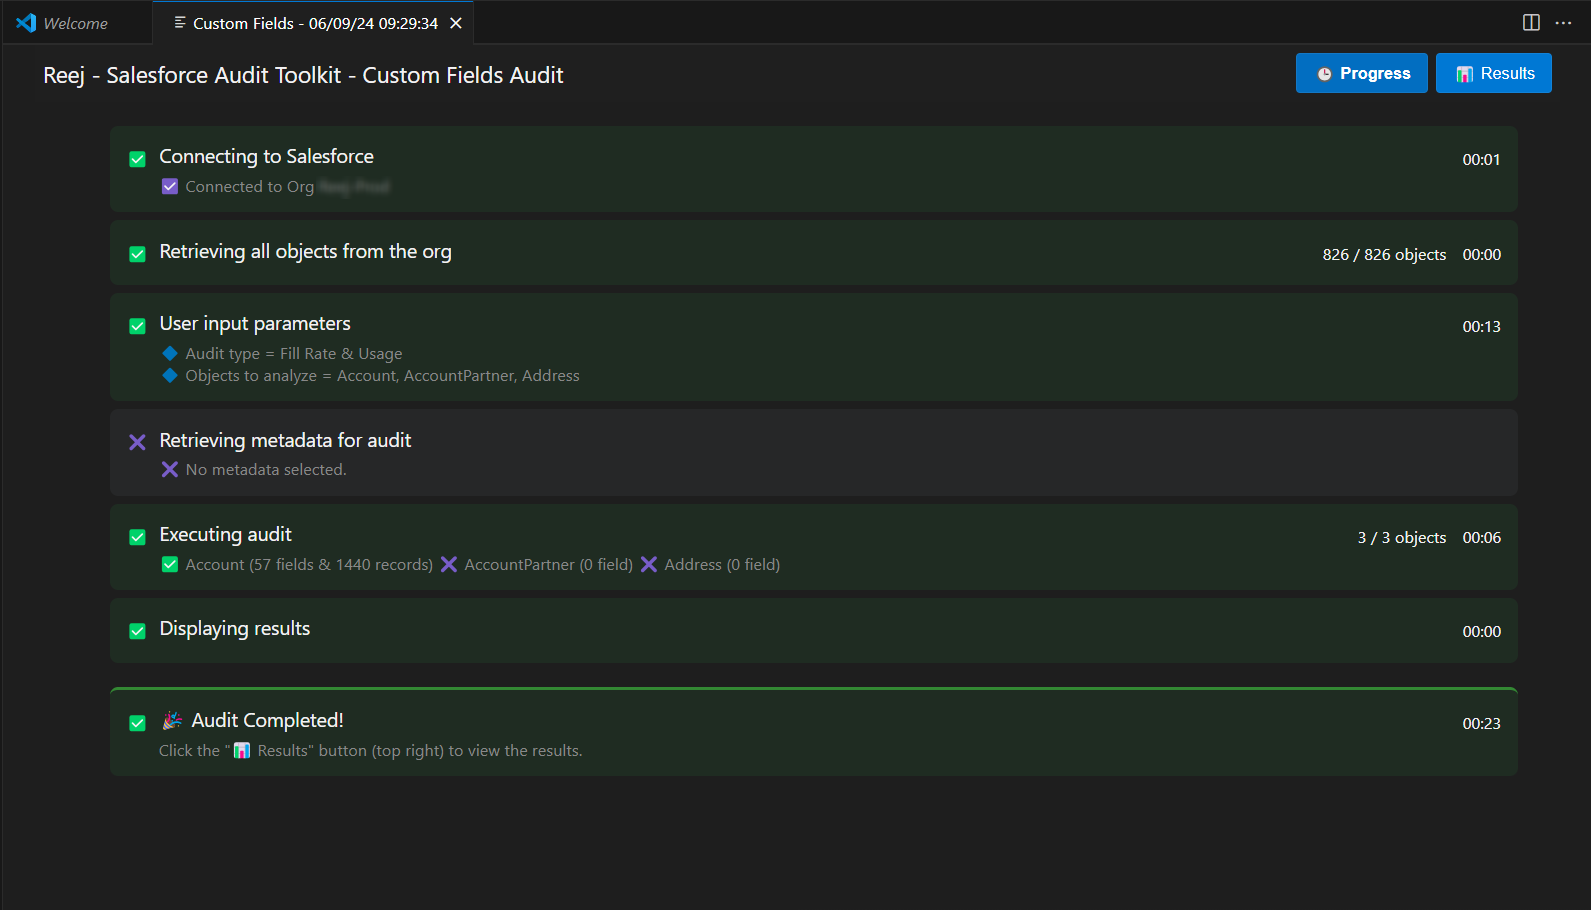 Welcome
Custom Fields - 06/09/24 09:29:34
Reej - Salesforce Audit Toolkit - Custom Fields Audit
Progress
Results
Connecting to Salesforce
00:01
Connected to Org
Retrieving all objects from the org
826 / 826 objects 00:00
User input parameters
00:13
Audit type = Fill Rate & Usage
Objects to analyze = Account, AccountPartner, Address
Retrieving metadata for audit
No metadata selected.
Executing audit
3 / 3 objects 00:06
Account (57 fields & 1440 records) AccountPartner (0 field) Address (0 field)
Displaying results
00:00
Audit Completed!
00:23
Click the "📊 Results" button (top right) to view the results.